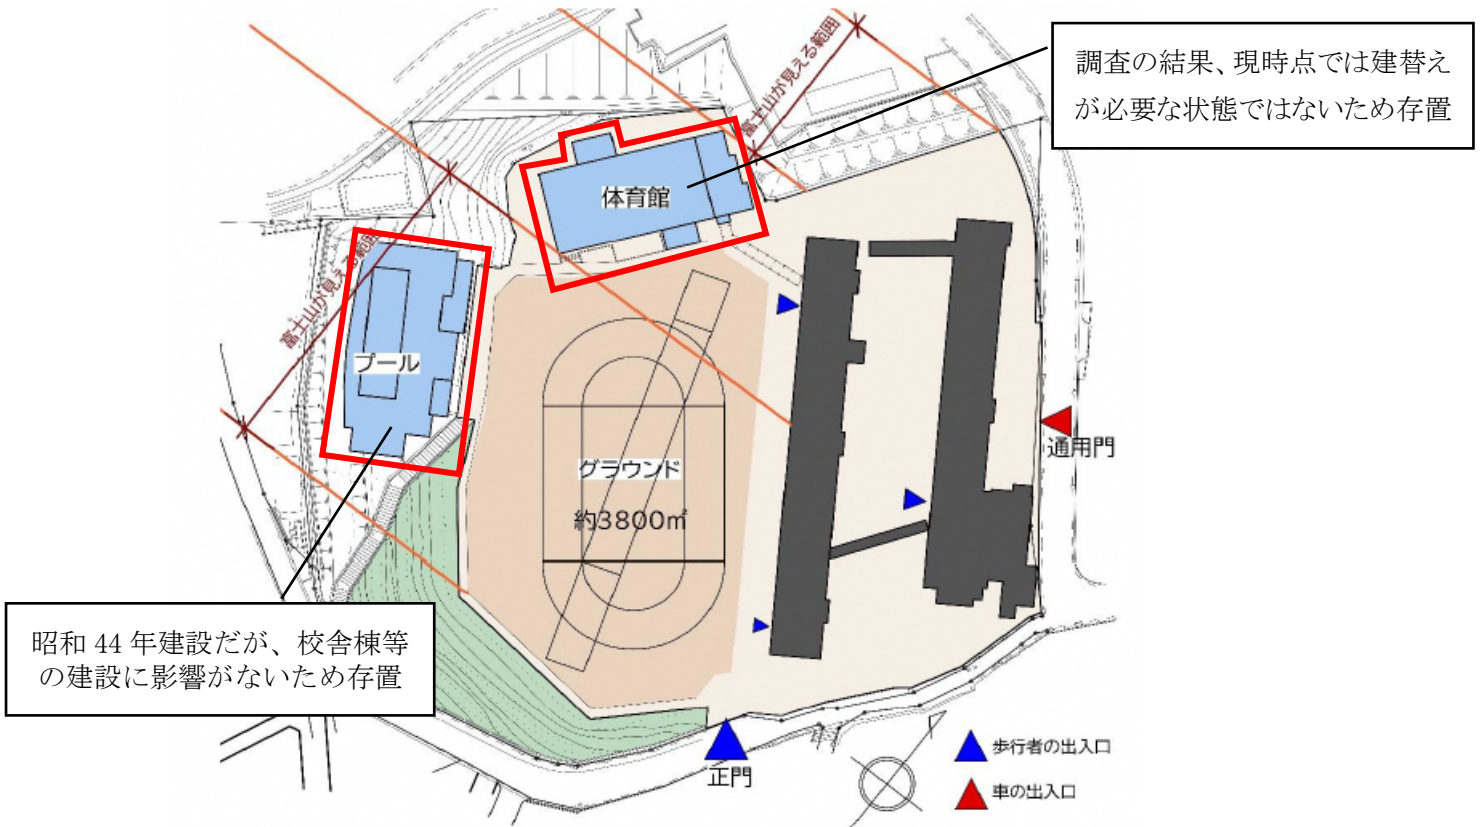 富士山が見える範囲
調査の結果、現時点では建替え
が必要な状態ではないため存置
体育館
富士山が見える範囲
プール
グラウンド
約3800㎡
通用門
昭和 44 年建設だが、校舎棟等
の建設に影響がないため存置
正門
歩行者の出入口
車の出入口